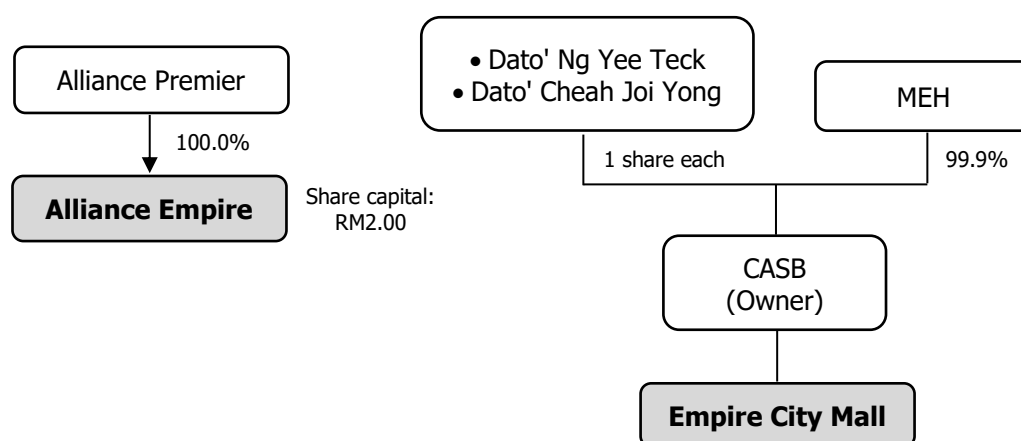 Alliance Premier
100.0%
Alliance Empire
Share capital:
RM2.00
• Dato' Ng Yee Teck
• Dato' Cheah Joi Yong
MEH
1 share each
99.9%
CASB
(Owner)
Empire City Mall